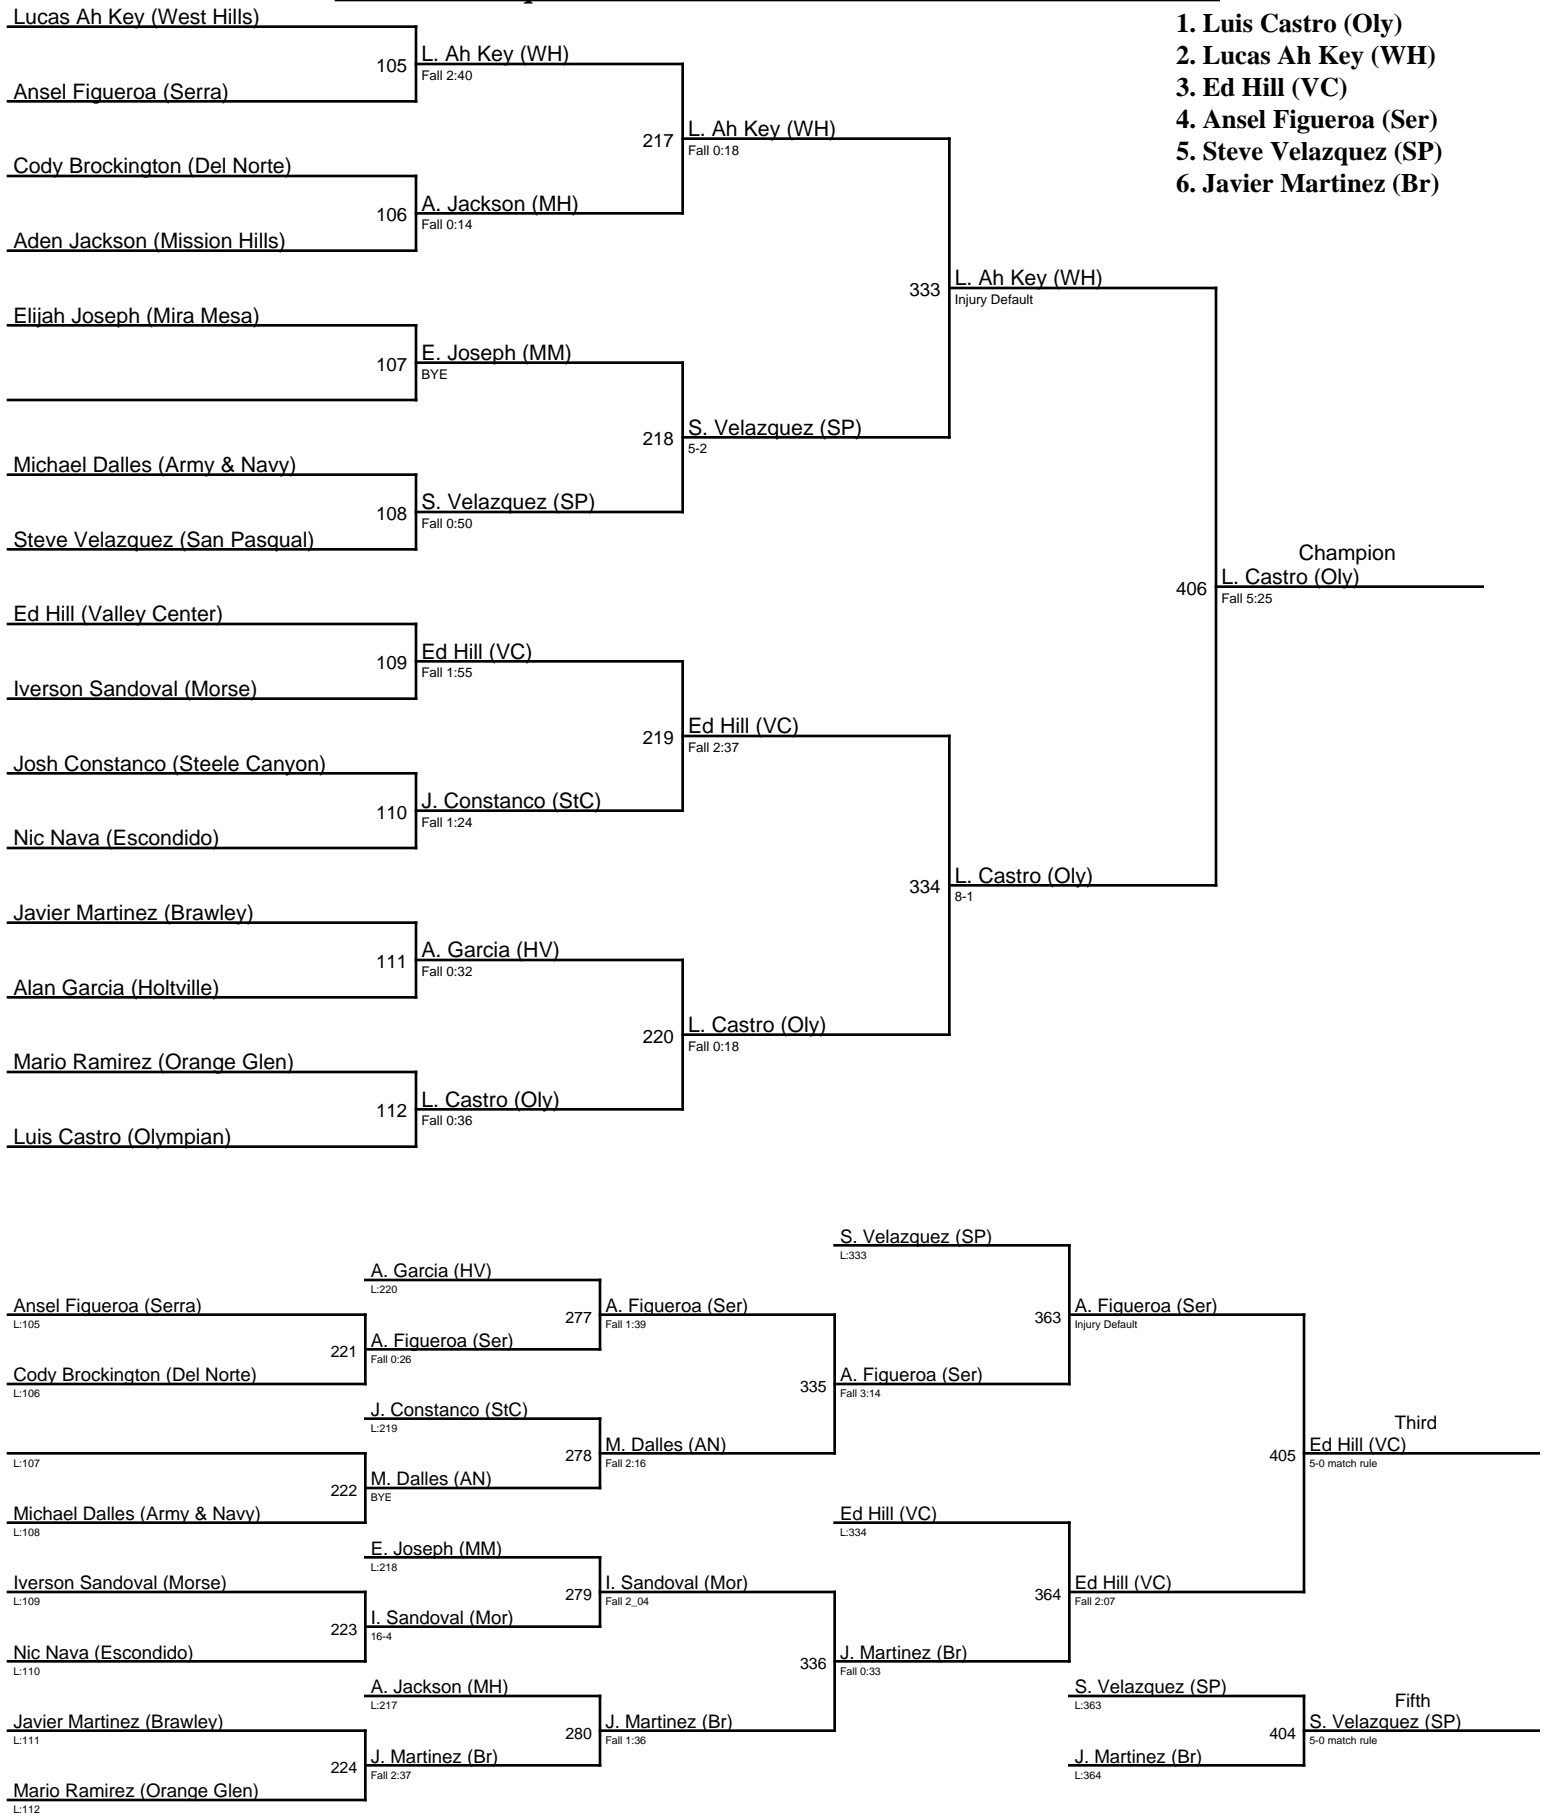 1. Luis Castro (Oly)
2. Lucas Ah Key (WH)
3. Ed Hill (VC)
4. Ansel Figueroa (Ser)
5. Steve Velazquez (SP)
6. Javier Martinez (Br)
Lucas Ah Key (West Hills)
105
L. Ah Key (WH)
Fall 2:40
Ansel Figueroa (Serra)
217
L. Ah Key (WH)
Fall 0:18
Cody Brockington (Del Norte)
106
A. Jackson (MH)
Fall 0:14
Aden Jackson (Mission Hills)
333
L. Ah Key (WH)
Injury Default
Elijah Joseph (Mira Mesa)
107
E. Joseph (MM)
BYE
218
S. Velazquez (SP)
5-2
Michael Dalles (Army & Navy)
108
S. Velazquez (SP)
Fall 0:50
Steve Velazquez (San Pasqual)
Champion
406
L. Castro (Oly)
Fall 5:25
Ed Hill (Valley Center)
109
Ed Hill (VC)
Fall 1:55
Iverson Sandoval (Morse)
219
Ed Hill (VC)
Fall 2:37
Josh Constanco (Steele Canyon)
110
J. Constanco (StC)
Fall 1:24
Nic Nava (Escondido)
334
L. Castro (Oly)
8-1
Javier Martinez (Brawley)
111
A. Garcia (HV)
Fall 0:32
Alan Garcia (Holtville)
220
L. Castro (Oly)
Fall 0:18
Mario Ramirez (Orange Glen)
112
L. Castro (Oly)
Fall 0:36
Luis Castro (Olympian)
S. Velazquez (SP)
L:333
A. Garcia (HV)
L:220
Ansel Figueroa (Serra)
L:105
277
A. Figueroa (Ser)
Fall 1:39
363
A. Figueroa (Ser)
Injury Default
221
A. Figueroa (Ser)
Fall 0:26
Cody Brockington (Del Norte)
L:106
335
A. Figueroa (Ser)
Fall 3:14
J. Constanco (StC)
L:219
Third
L:107
278
M. Dalles (AN)
Fall 2:16
405
Ed Hill (VC)
5-0 match rule
222
M. Dalles (AN)
BYE
Michael Dalles (Army & Navy)
L:108
Ed Hill (VC)
L:334
E. Joseph (MM)
L:218
Iverson Sandoval (Morse)
L:109
279
I. Sandoval (Mor)
Fall 2_04
364
Ed Hill (VC)
Fall 2:07
223
I. Sandoval (Mor)
16-4
Nic Nava (Escondido)
L:110
336
J. Martinez (Br)
Fall 0:33
A. Jackson (MH)
L:217
S. Velazquez (SP)
L:363
Fifth
Javier Martinez (Brawley)
L:111
280
J. Martinez (Br)
Fall 1:36
404
S. Velazquez (SP)
5-0 match rule
224
J. Martinez (Br)
Fall 2:37
J. Martinez (Br)
L:364
Mario Ramirez (Orange Glen)
L:112